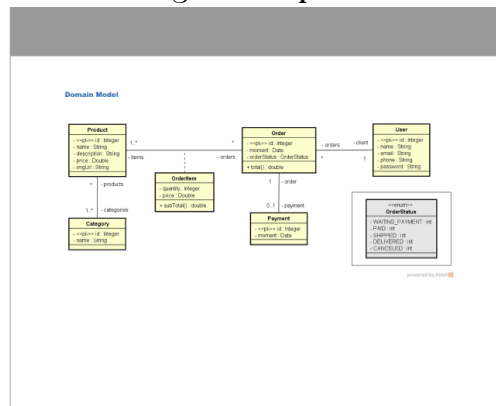 Domain Model
Product
- <<pk>> id : Integer
- name : String
- description : String
- price : Double
- imgUrl : String
1..*
- items
*
- orders
Order
- <<pk>> id : Integer
- moment : Date
- orderStatus : OrderStatus
+ total() : double
- orders
*
- client
1
User
- <<pk>> id : Integer
- name : String
- email : String
- phone : String
- password : String
OrderItem
- quantity : Integer
- price : Double
+ subTotal() : double
* - products
1..* - categories
Category
- <<pk>> id : Integer
- name : String
1 - order
0..1 - payment
Payment
- <<pk>> id : Integer
- moment : Date
<<enum>>
OrderStatus
- WAITING_PAYMENT : int
- PAID : int
- SHIPPED : int
- DELIVERED : int
- CANCELED : int
powered by Astah